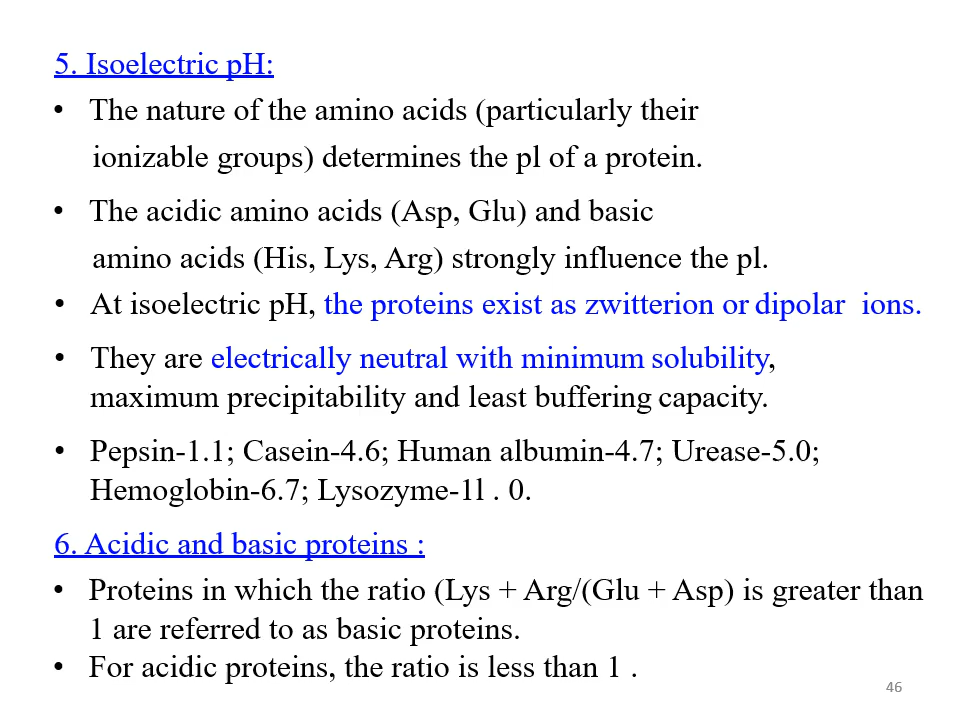 5. Isoelectric pH:
• The nature of the amino acids (particularly their
ionizable groups) determines the pl of a protein.
• The acidic amino acids (Asp, Glu) and basic
amino acids (His, Lys, Arg) strongly influence the pl.
• At isoelectric pH, the proteins exist as zwitterion or dipolar ions.
• They are electrically neutral with minimum solubility,
maximum precipitability and least buffering capacity.
• Pepsin-1.1; Casein-4.6; Human albumin-4.7; Urease-5.0;
Hemoglobin-6.7; Lysozyme-1l . 0.
6. Acidic and basic proteins :
• Proteins in which the ratio (Lys + Arg/(Glu + Asp) is greater than
1 are referred to as basic proteins.
• For acidic proteins, the ratio is less than 1 .
46